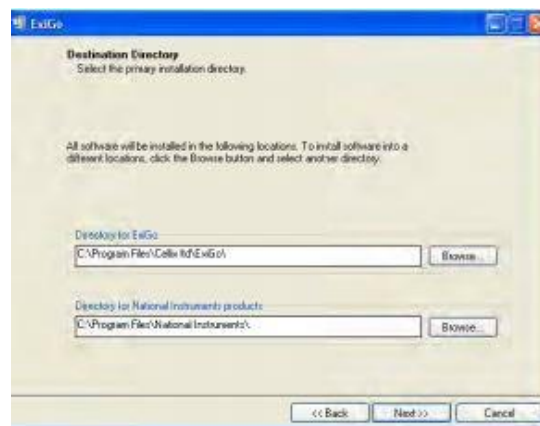 ExiGo
Destination Directory
Select the primary installation directory.
All software will be installed in the following locations. To install software into a
different locations, click the Browse button and select another directory.
Directory for ExiGo
C:\Program Files\Cellix ltd\ExiGo\
Browse...
Directory for National Instruments products
C:\Program Files\National Instruments\
Browse...
<< Back
Next >>
Cancel